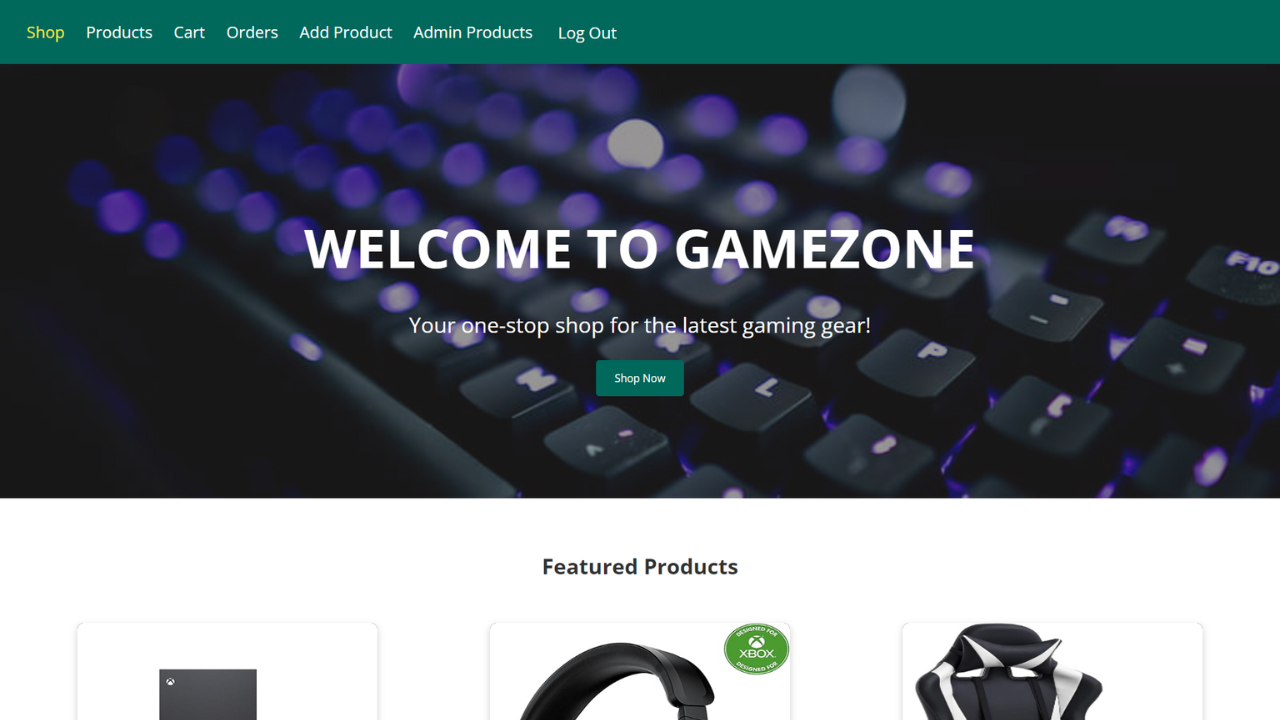 Shop Products Cart Orders Add Product Admin Products Log Out
F10
WELCOME TO GAMEZONE
Your one-stop shop for the latest gaming gear!
P
Shop Now
L
Featured Products
DESIGNED FOR
XBOX
DESIGNED FOR